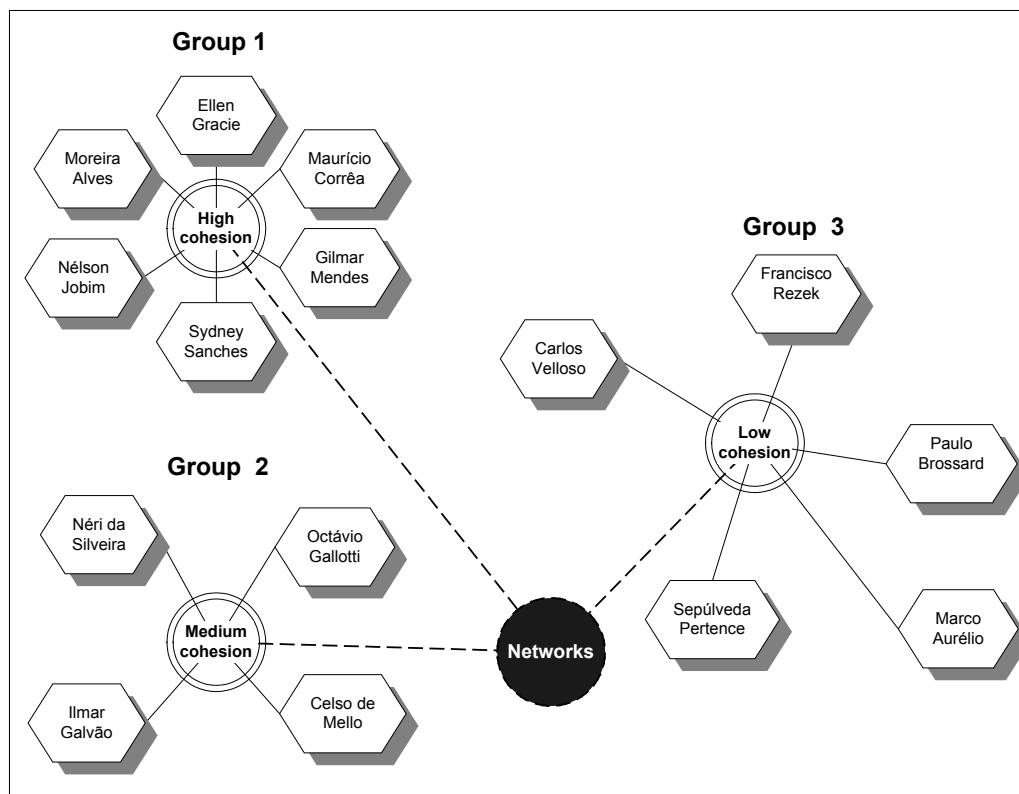 Group 1
Ellen
Gracie
Moreira
Alves
Maurício
Corrêa
High
cohesion
Nélson
Jobim
Gilmar
Mendes
Sydney
Sanches
Group 2
Néri da
Silveira
Octávio
Gallotti
Medium
cohesion
Ilmar
Galvão
Celso de
Mello
Networks
Group 3
Francisco
Rezek
Carlos
Velloso
Low
cohesion
Paulo
Brossard
Sepúlveda
Pertence
Marco
Aurélio